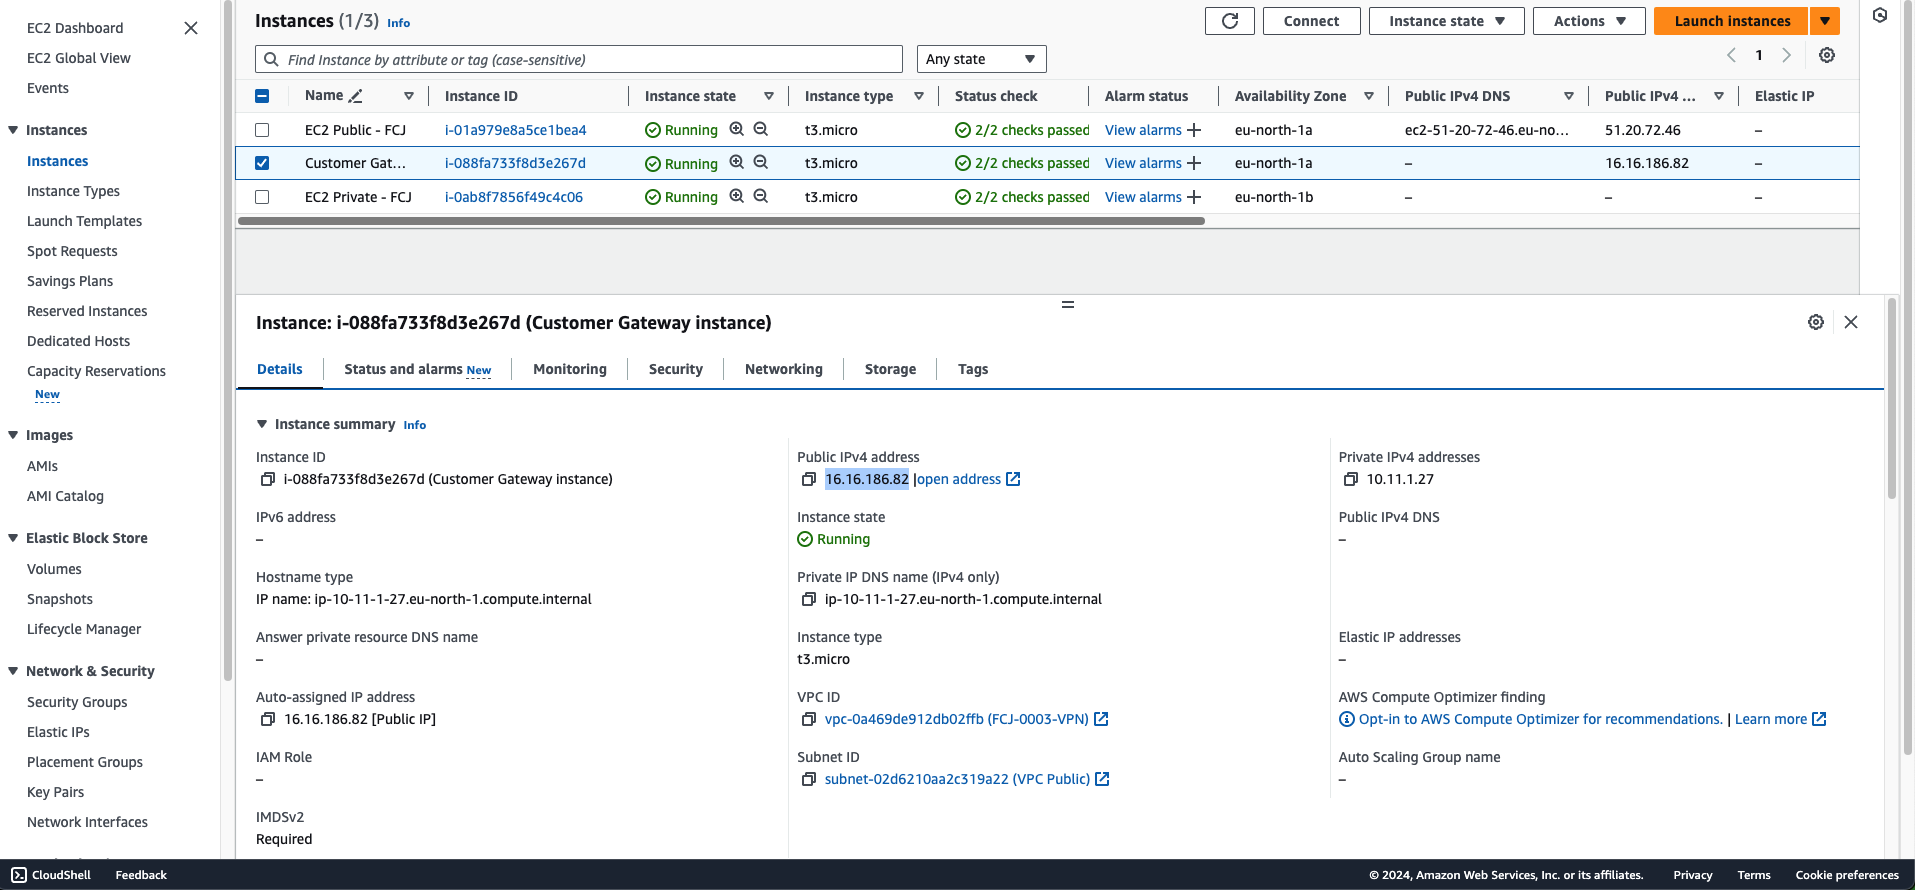 EC2 Dashboard
EC2 Global View
Events
Instances
Instances
Instance Types
Launch Templates
Spot Requests
Savings Plans
Reserved Instances
Dedicated Hosts
Capacity Reservations
New
Images
AMIs
AMI Catalog
Elastic Block Store
Volumes
Snapshots
Lifecycle Manager
Network & Security
Security Groups
Elastic IPs
Placement Groups
Key Pairs
Network Interfaces
Instances (1/3) Info
Connect
Instance state
Actions
Launch instances
Find Instance by attribute or tag (case-sensitive)
Any state
1
Name Instance ID Instance state Instance type Status check Alarm status Availability Zone Public IPv4 DNS Public IPv4 ... Elastic IP
EC2 Public - FCJ i-01a979e8a5ce1bea4 Running t3.micro 2/2 checks passed View alarms + eu-north-1a ec2-51-20-72-46.eu-no... 51.20.72.46 –
Customer Gat... i-088fa733f8d3e267d Running t3.micro 2/2 checks passed View alarms + eu-north-1a – 16.16.186.82 –
EC2 Private - FCJ i-0ab8f7856f49c4c06 Running t3.micro 2/2 checks passed View alarms + eu-north-1b – – –
Instance: i-088fa733f8d3e267d (Customer Gateway instance)
Details Status and alarms New Monitoring Security Networking Storage Tags
Instance summary Info
Instance ID
i-088fa733f8d3e267d (Customer Gateway instance)
Public IPv4 address
16.16.186.82 |open address
Private IPv4 addresses
10.11.1.27
IPv6 address
–
Instance state
Running
Public IPv4 DNS
–
Hostname type
IP name: ip-10-11-1-27.eu-north-1.compute.internal
Private IP DNS name (IPv4 only)
ip-10-11-1-27.eu-north-1.compute.internal
Answer private resource DNS name
–
Instance type
t3.micro
Elastic IP addresses
–
Auto-assigned IP address
16.16.186.82 [Public IP]
VPC ID
vpc-0a469de912db02ffb (FCJ-0003-VPN)
AWS Compute Optimizer finding
Opt-in to AWS Compute Optimizer for recommendations. | Learn more
IAM Role
–
Subnet ID
subnet-02d6210aa2c319a22 (VPC Public)
Auto Scaling Group name
–
IMDSv2
Required
CloudShell Feedback © 2024, Amazon Web Services, Inc. or its affiliates. Privacy Terms Cookie preferences